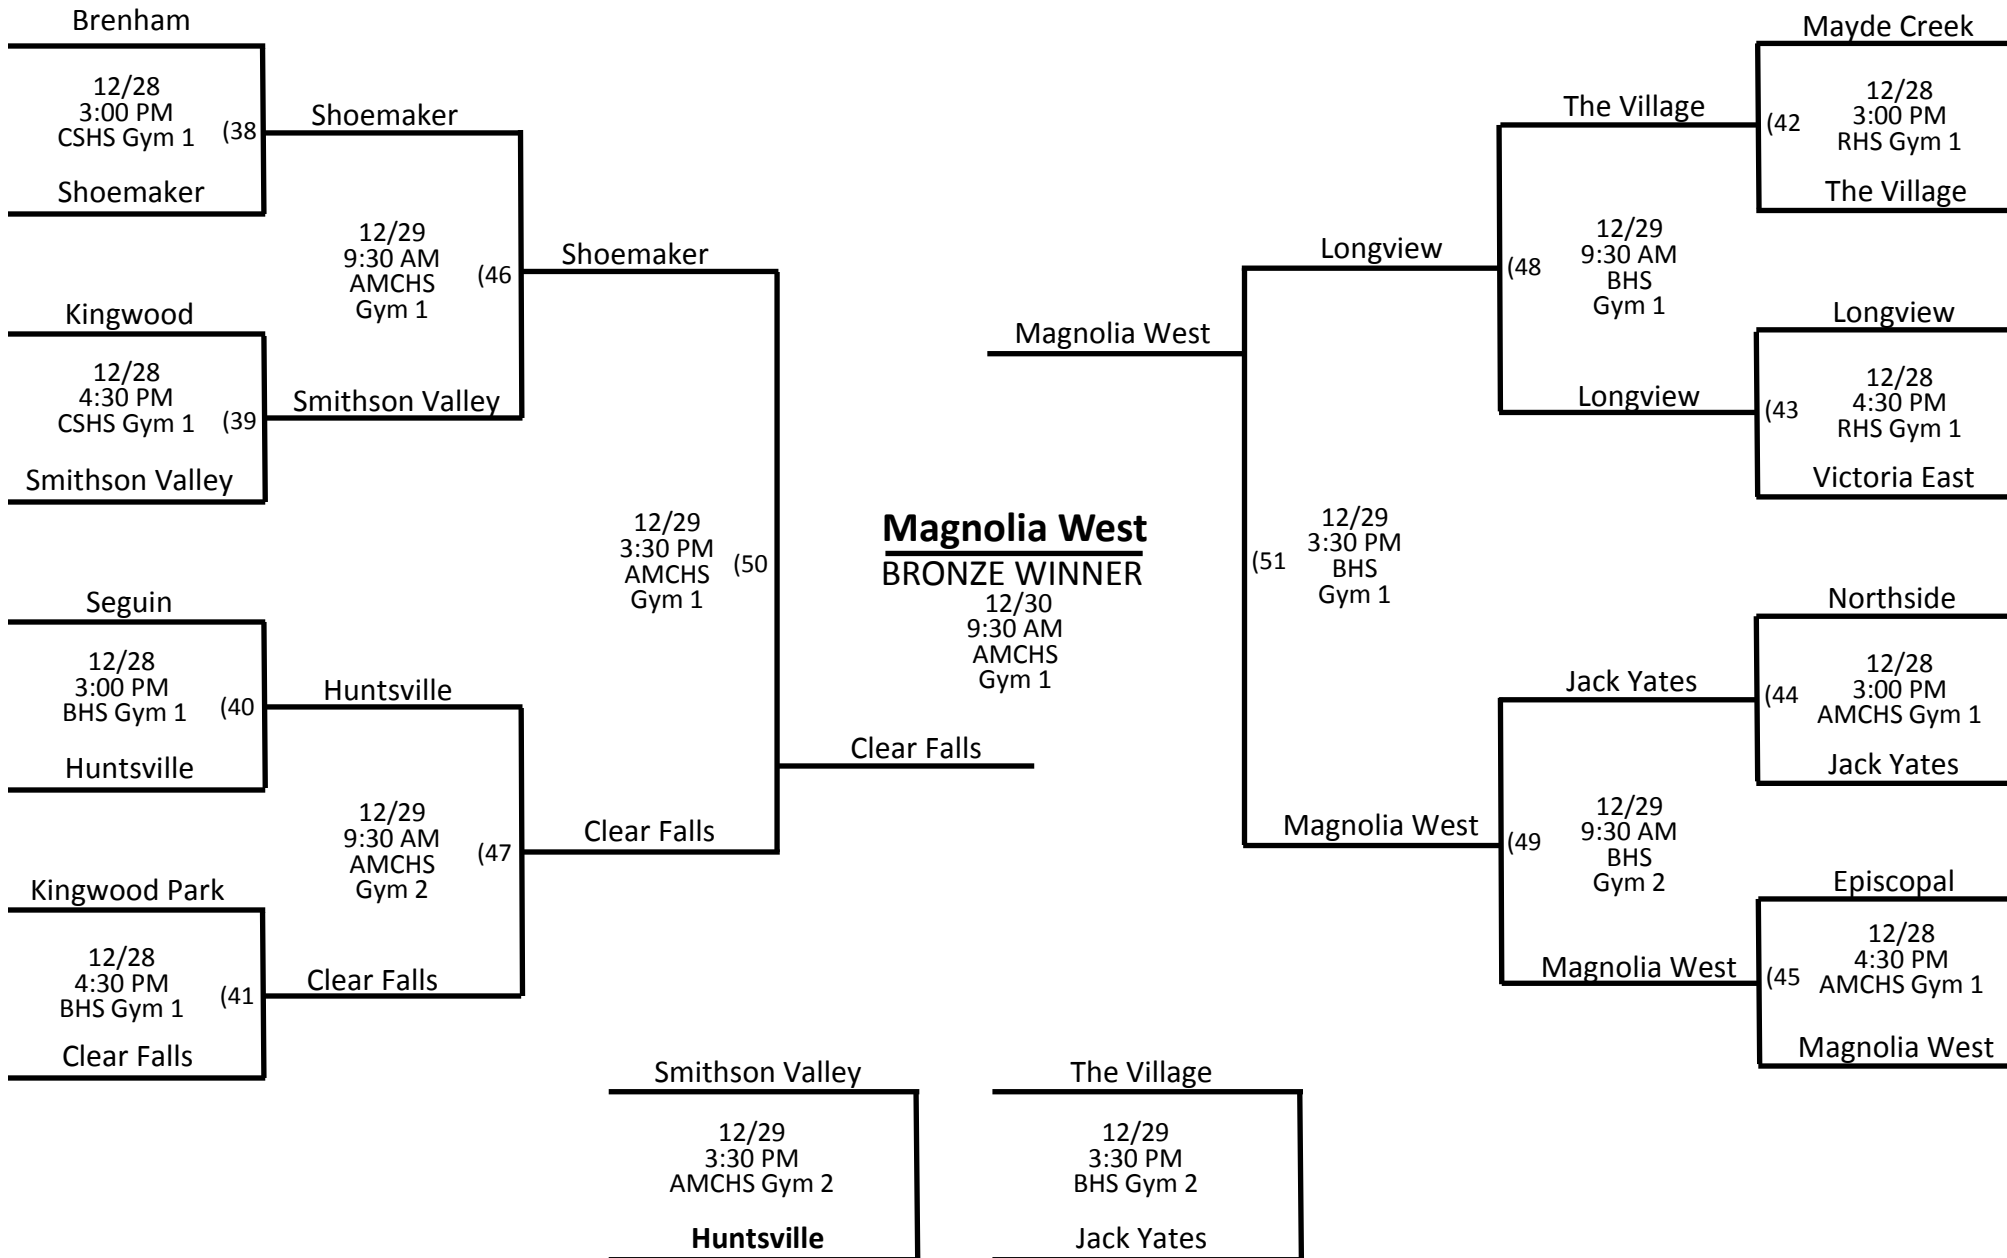 Brenham
12/28
3:00 PM
CSHS Gym 1
(38
Shoemaker
Shoemaker
12/29
9:30 AM
AMCHS
Gym 1
(46
Kingwood
12/28
4:30 PM
CSHS Gym 1
(39
Smithson Valley
Smithson Valley
Shoemaker
12/29
3:30 PM
AMCHS
Gym 1
(50
Seguin
12/28
3:00 PM
BHS Gym 1
(40
Huntsville
Huntsville
12/29
9:30 AM
AMCHS
Gym 2
(47
Clear Falls
Kingwood Park
12/28
4:30 PM
BHS Gym 1
(41
Clear Falls
Clear Falls
Clear Falls
Magnolia West
BRONZE WINNER
12/30
9:30 AM
AMCHS
Gym 1
Magnolia West
Longview
(51
12/29
3:30 PM
BHS
Gym 1
Magnolia West
The Village
(48
12/29
9:30 AM
BHS
Gym 1
Longview
Mayde Creek
(42
12/28
3:00 PM
RHS Gym 1
The Village
Longview
(43
12/28
4:30 PM
RHS Gym 1
Victoria East
Jack Yates
(49
12/29
9:30 AM
BHS
Gym 2
Magnolia West
Northside
(44
12/28
3:00 PM
AMCHS Gym 1
Jack Yates
Episcopal
(45
12/28
4:30 PM
AMCHS Gym 1
Magnolia West
Smithson Valley
12/29
3:30 PM
AMCHS Gym 2
Huntsville
The Village
12/29
3:30 PM
BHS Gym 2
Jack Yates